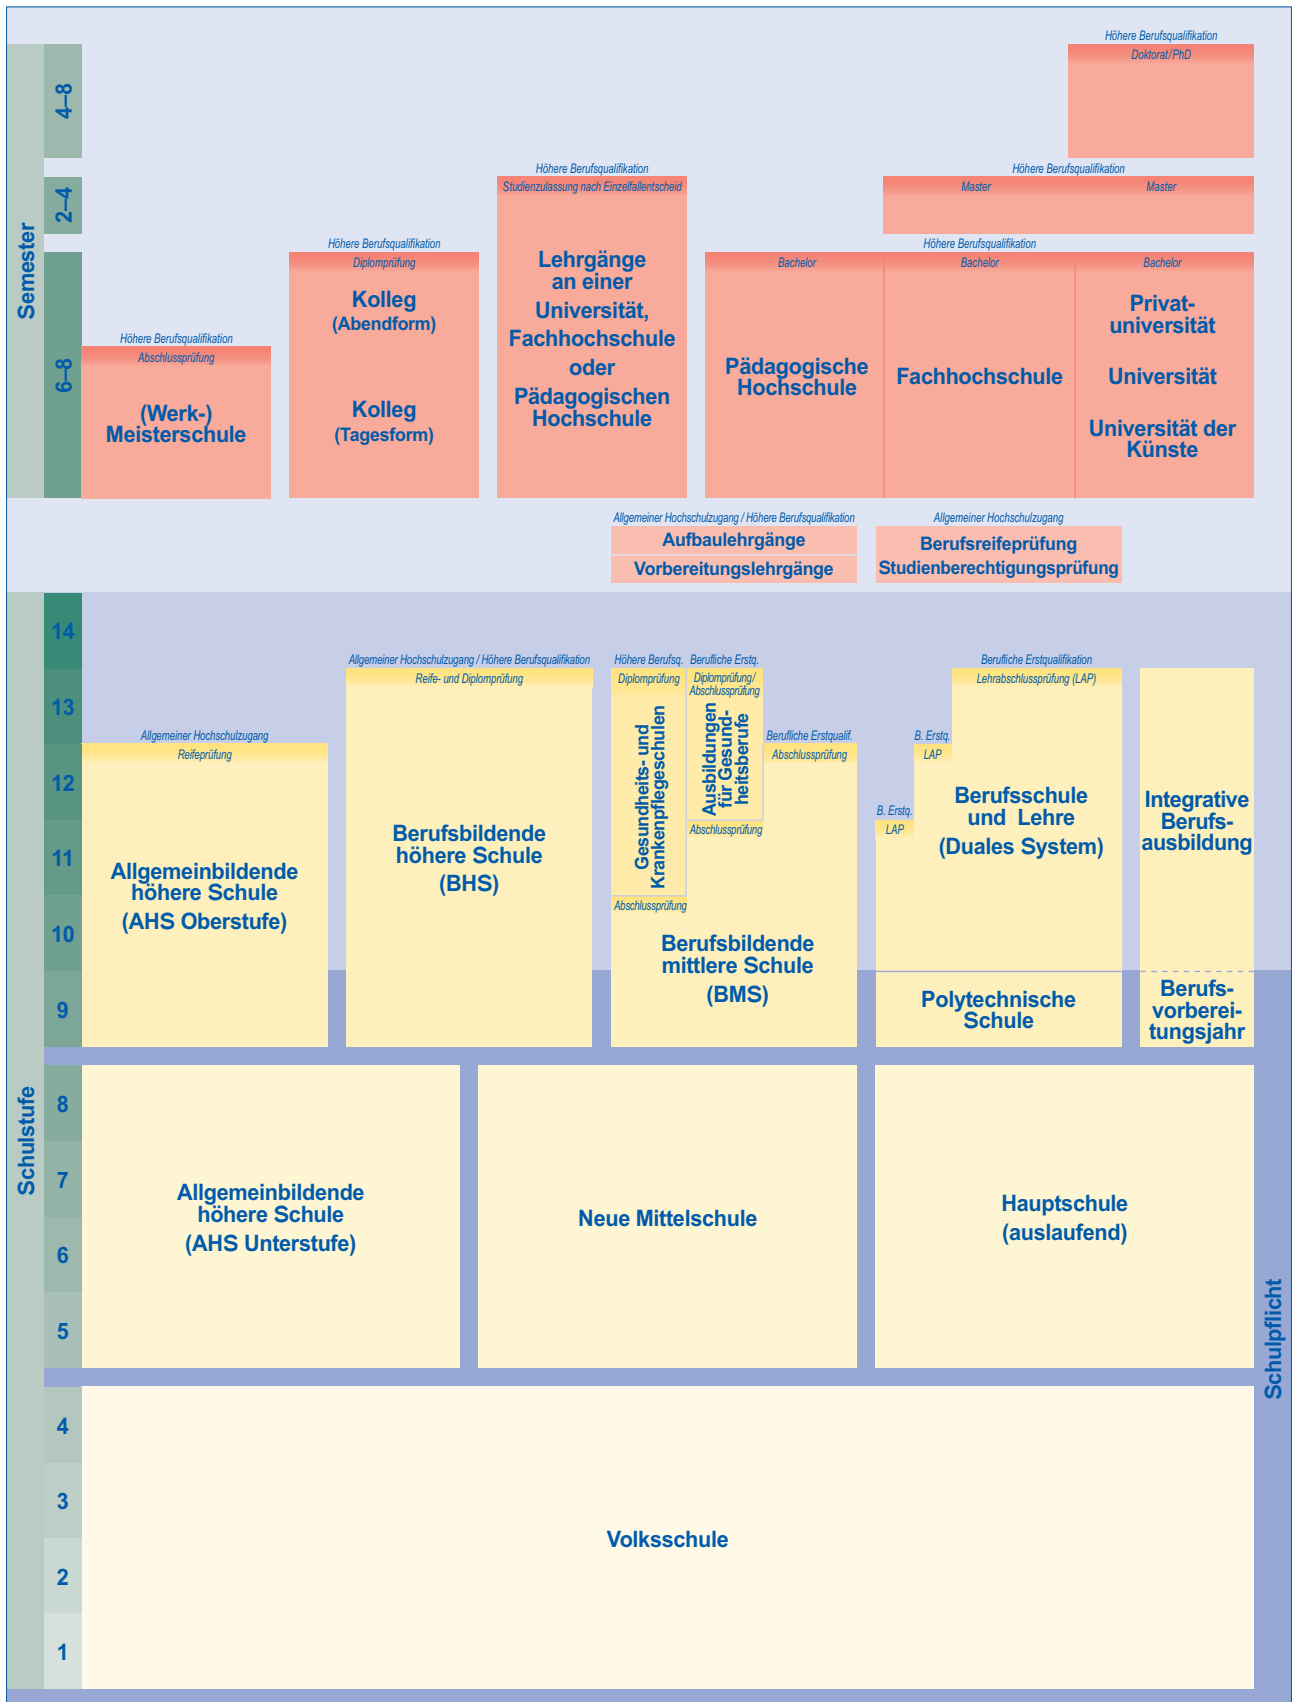 Höhere Berufsqualifikation
Doktorat/PhD
4–8
Höhere Berufsqualifikation
Höhere Berufsqualifikation
Studienzulassung nach Einzelfallentscheid
Master
Master
2–4
Semester
Höhere Berufsqualifikation
Höhere Berufsqualifikation
Diplomprüfung
Bachelor
Bachelor
Bachelor
Lehrgänge
an einer
Universität,
Fachhochschule
oder
Pädagogischen
Hochschule
Kolleg
(Abendform)
Kolleg
(Tagesform)
Privat-
universität
Universität
Universität der
Künste
Pädagogische
Hochschule
Fachhochschule
6–8
Höhere Berufsqualifikation
Abschlussprüfung
(Werk-)
Meisterschule
Allgemeiner Hochschulzugang / Höhere Berufsqualifikation
Aufbaulehrgänge
Vorbereitungslehrgänge
Allgemeiner Hochschulzugang
Berufsreifeprüfung
Studienberechtigungsprüfung
Schulstufe
14
13
12
11
10
9
Allgemeiner Hochschulzugang
Reifeprüfung
Allgemeinbildende
höhere Schule
(AHS Oberstufe)
Allgemeiner Hochschulzugang / Höhere Berufsqualifikation
Reife- und Diplomprüfung
Berufsbildende
höhere Schule
(BHS)
Höhere Berufsq.
Diplomprüfung
Gesundheits- und
Krankenpflegeschulen
Abschlussprüfung
Berufliche Erstq.
Diplomprüfung/
Abschlussprüfung
Ausbildungen
für Gesund-
heitsberufe
Abschlussprüfung
Berufliche Erstqualif.
Abschlussprüfung
Berufsbildende
mittlere Schule
(BMS)
B. Erstq.
LAP
B. Erstq.
LAP
Berufliche Erstqualifikation
Lehrabschlussprüfung (LAP)
Berufsschule
und Lehre
(Duales System)
Polytechnische
Schule
Integrative
Berufs-
ausbildung
Berufs-
vorberei-
tungsjahr
8
7
6
5
Allgemeinbildende
höhere Schule
(AHS Unterstufe)
Neue Mittelschule
Hauptschule
(auslaufend)
Schulpflicht
4
3
2
1
Volksschule